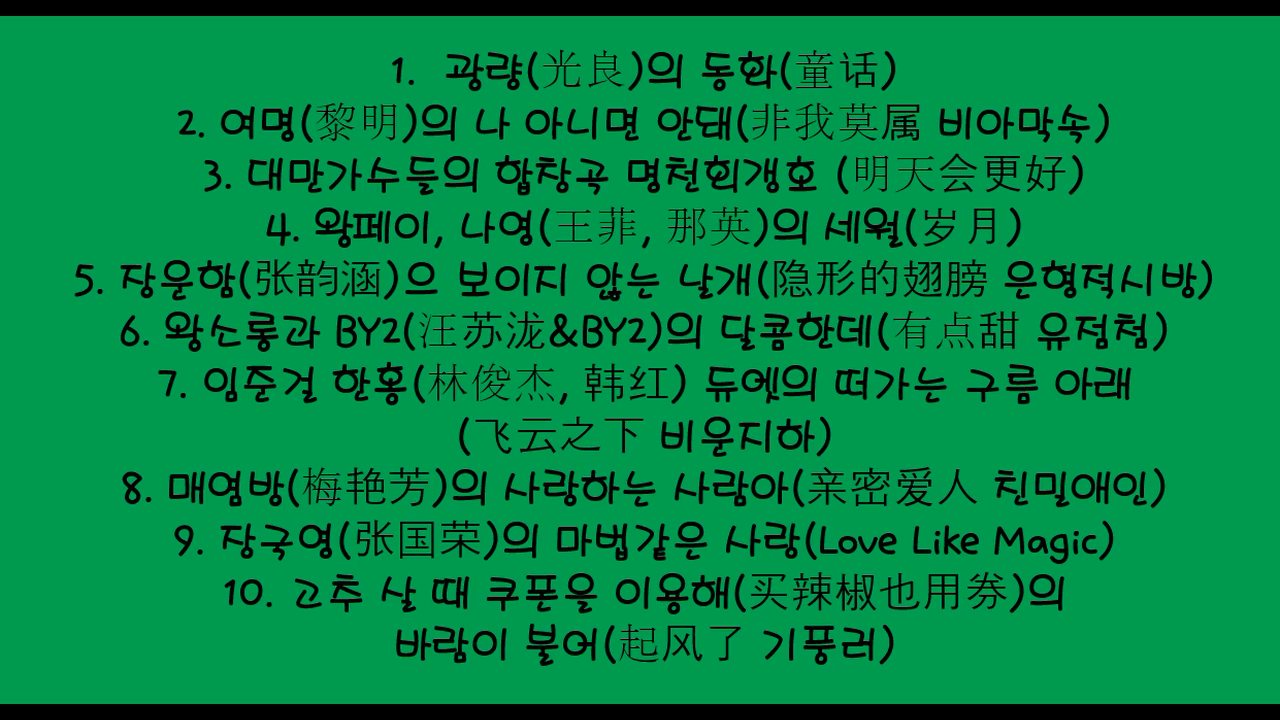 1. 광량(光良)의 동화(童话)
2. 여명(黎明)의 나 아니면 안돼(非我莫属 비아막속)
3. 대만가수들의 합창곡 명천회갱호 (明天会更好)
4. 왕페이, 나영(王菲, 那英)의 세월(岁月)
5. 장운함(张韵涵)으 보이지 않는 날개(隐形的翅膀 은형적시방)
6. 왕소룽과 BY2(汪苏泷&BY2)의 달콤한데(有点甜 유점첨)
7. 임준걸 한홍(林俊杰, 韩红) 듀엣의 떠가는 구름 아래
(飞云之下 비운지하)
8. 매염방(梅艳芳)의 사랑하는 사람아(亲密爱人 친밀애인)
9. 장국영(张国荣)의 마법같은 사랑(Love Like Magic)
10. 고추 살 때 쿠폰을 이용해(买辣椒也用券)의
바람이 불어(起风了 기풍러)